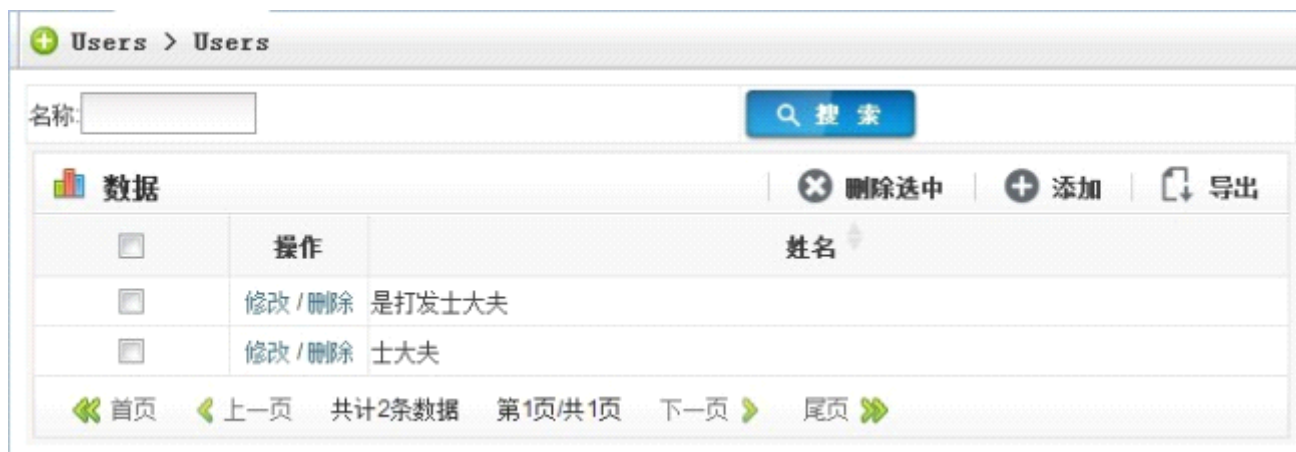 Users > Users
名称: 搜 索
数据 删除选中 添加 导出
操作 姓名
修改 / 删除 是打发士大夫
修改 / 删除 士大夫
首页 上一页 共计2条数据 第1页/共1页 下一页 尾页